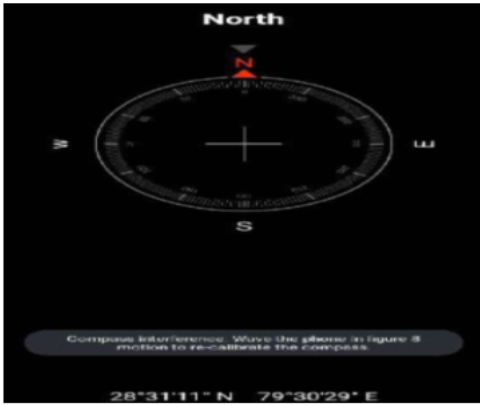 North
N
W
E
S
Compass interference. Wave the phone in figure 8
motion to re-calibrate the compass.
28°31'11" N 79°30'29" E